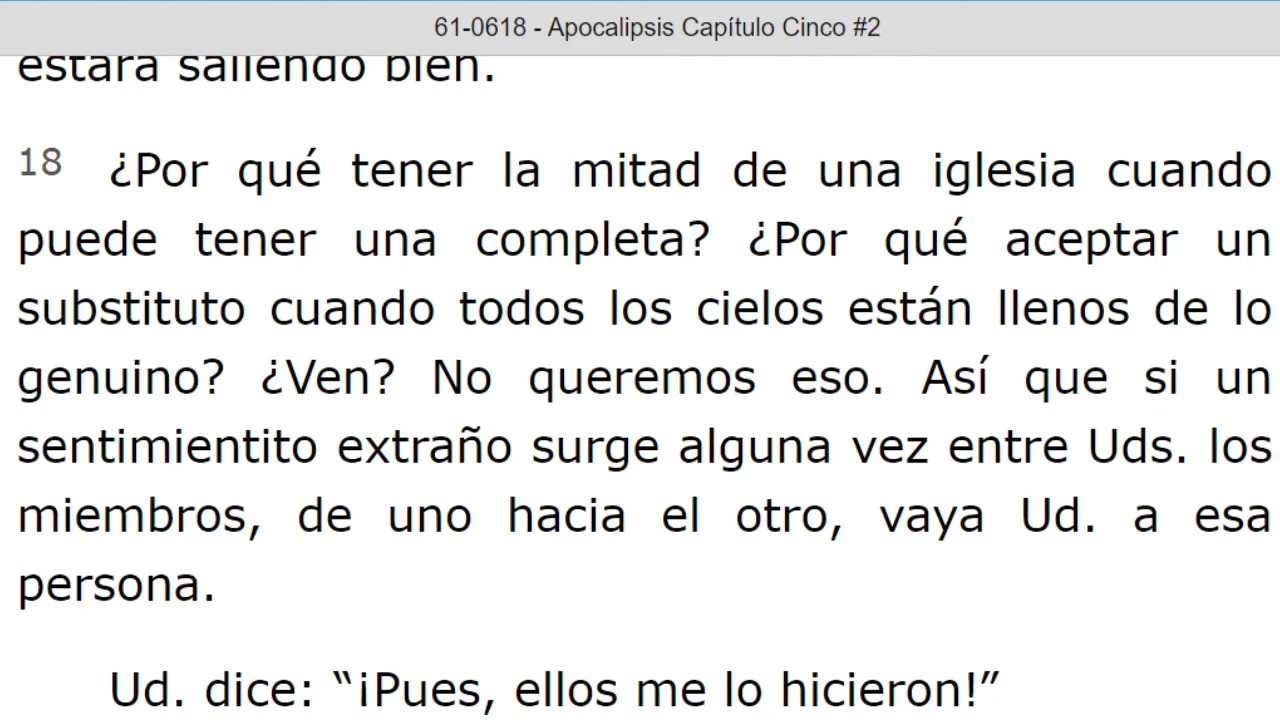 61-0618 - Apocalipsis Capítulo Cinco #2
estará saliendo bien.
18 ¿Por qué tener la mitad de una iglesia cuando
puede tener una completa? ¿Por qué aceptar un
substituto cuando todos los cielos están llenos de lo
genuino? ¿Ven? No queremos eso. Así que si un
sentimientito extraño surge alguna vez entre Uds. los
miembros, de uno hacia el otro, vaya Ud. a esa
persona.
Ud. dice: “¡Pues, ellos me lo hicieron!”